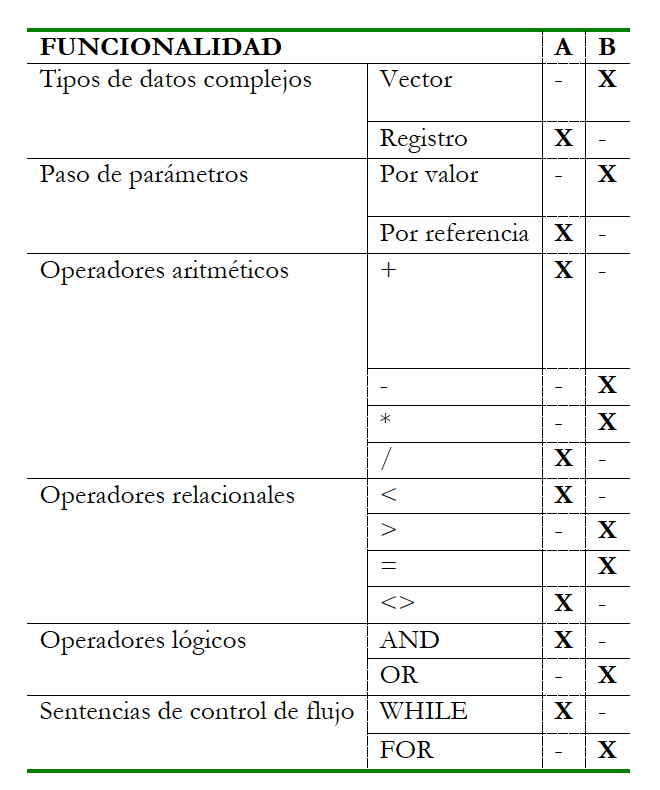 FUNCIONALIDAD A B
Tipos de datos complejos Vector - X
Registro X -
Paso de parámetros Por valor - X
Por referencia X -
Operadores aritméticos + X -
- - X
* - X
/ X -
Operadores relacionales < X -
> - X
= X
<> X -
Operadores lógicos AND X -
OR - X
Sentencias de control de flujo WHILE X -
FOR - X